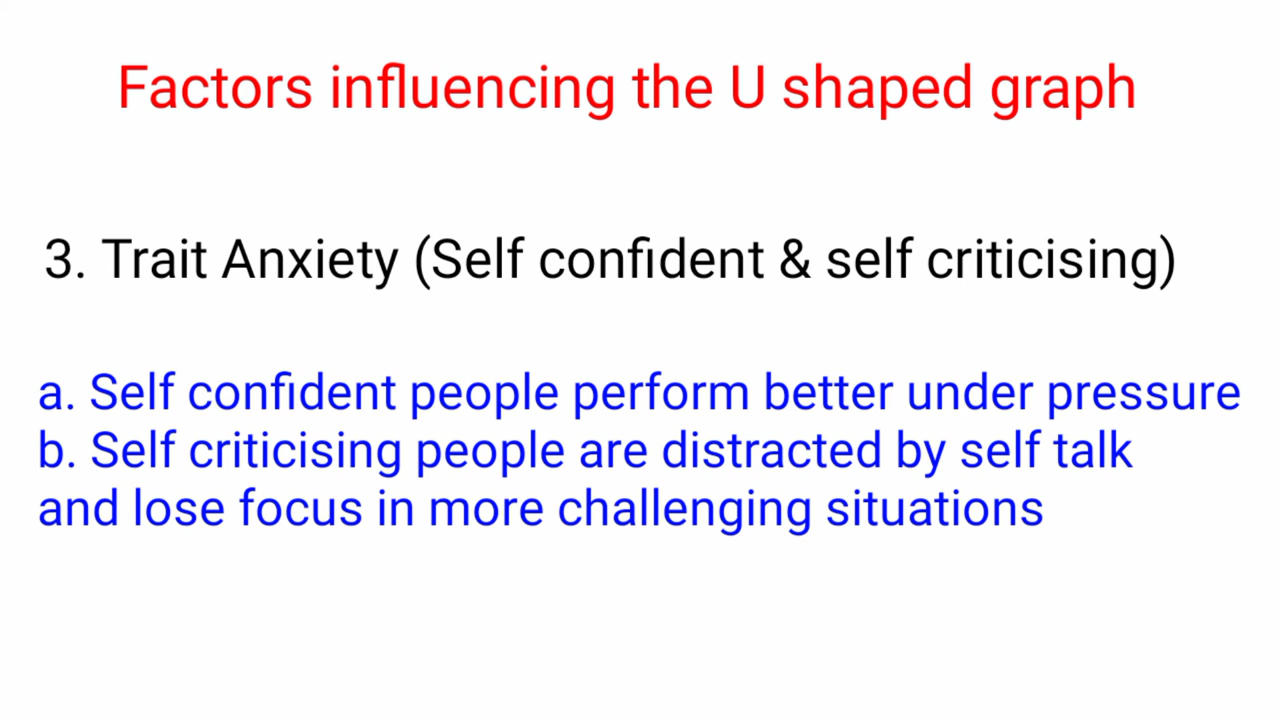 Factors influencing the U shaped graph
3. Trait Anxiety (Self confident & self criticising)
a. Self confident people perform better under pressure
b. Self criticising people are distracted by self talk
and lose focus in more challenging situations